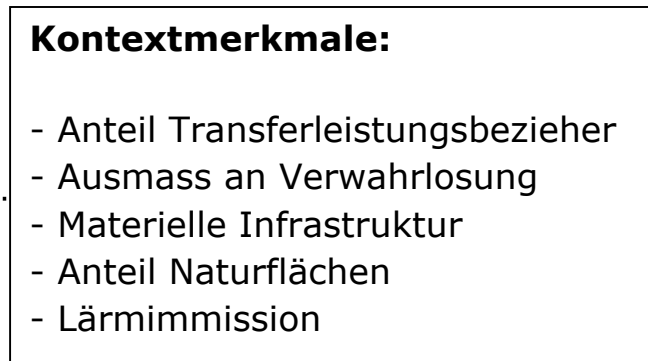 Kontextmerkmale:
- Anteil Transferleistungsbezieher
- Ausmass an Verwahrlosung
- Materielle Infrastruktur
- Anteil Naturflächen
- Lärmimmission